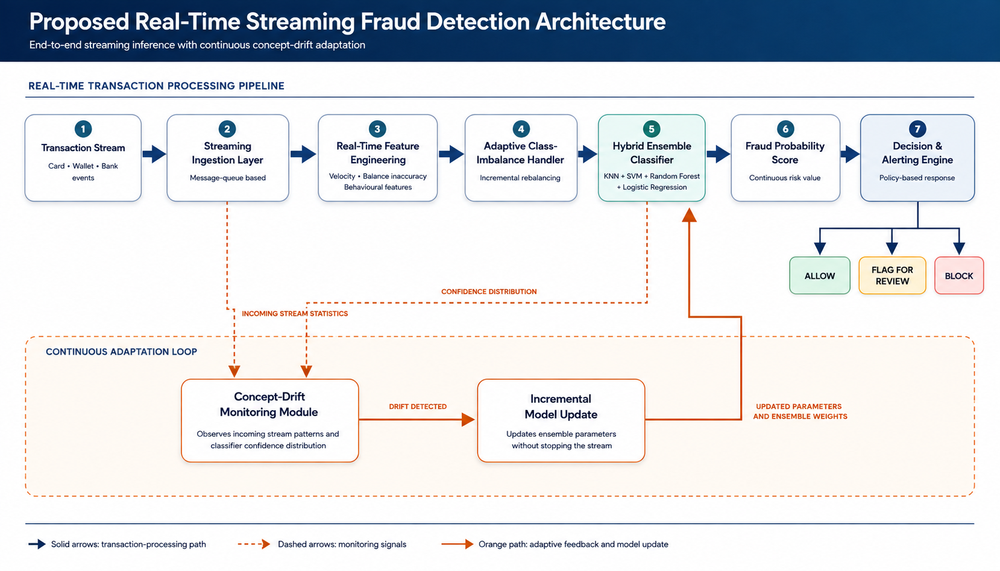 Proposed Real-Time Streaming Fraud Detection Architecture
End-to-end streaming inference with continuous concept-drift adaptation
REAL-TIME TRANSACTION PROCESSING PIPELINE
1
Transaction Stream
Card • Wallet • Bank
events
2
Streaming
Ingestion Layer
Message-queue based
3
Real-Time Feature
Engineering
Velocity • Balance inaccuracy
Behavioural features
4
Adaptive Class-
Imbalance Handler
Incremental rebalancing
5
Hybrid Ensemble
Classifier
KNN + SVM + Random Forest
+ Logistic Regression
6
Fraud Probability
Score
Continuous risk value
7
Decision &
Alerting Engine
Policy-based response
ALLOW
FLAG FOR
REVIEW
BLOCK
CONFIDENCE DISTRIBUTION
INCOMING STREAM STATISTICS
CONTINUOUS ADAPTATION LOOP
Concept-Drift
Monitoring Module
Observes incoming stream patterns and
classifier confidence distribution
DRIFT DETECTED
Incremental
Model Update
Updates ensemble parameters
without stopping the stream
UPDATED PARAMETERS
AND ENSEMBLE WEIGHTS
Solid arrows: transaction-processing path
Dashed arrows: monitoring signals
Orange path: adaptive feedback and model update